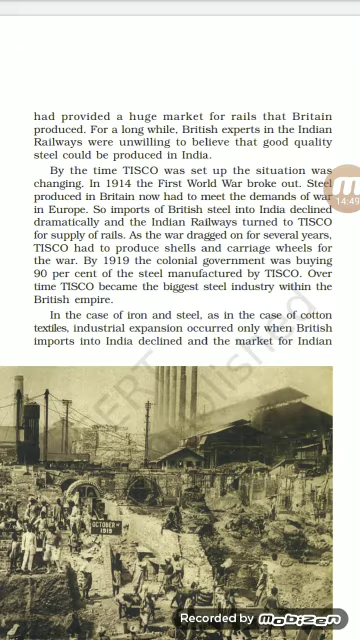 had provided a huge market for rails that Britain
produced. For a long while, British experts in the Indian
Railways were unwilling to believe that good quality
steel could be produced in India.
By the time TISCO was set up the situation was
changing. In 1914 the First World War broke out. Steel
produced in Britain now had to meet the demands of war
in Europe. So imports of British steel into India declined
dramatically and the Indian Railways turned to TISCO
for supply of rails. As the war dragged on for several years,
TISCO had to produce shells and carriage wheels for
the war. By 1919 the colonial government was buying
90 per cent of the steel manufactured by TISCO. Over
time TISCO became the biggest steel industry within the
British empire.
In the case of iron and steel, as in the case of cotton
textiles, industrial expansion occurred only when British
imports into India declined and the market for Indian
14:49
OCTOBER
1919
Recorded by mobizen